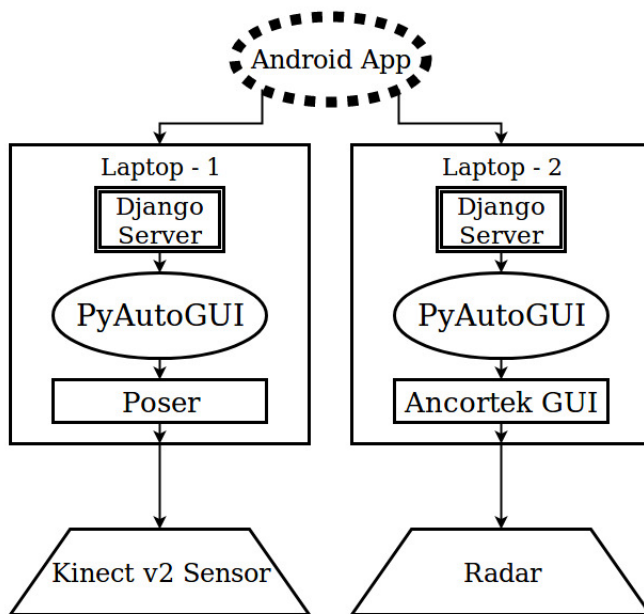 Android App
Laptop - 1
Django
Server
PyAutoGUI
Poser
Kinect v2 Sensor
Laptop - 2
Django
Server
PyAutoGUI
Ancortek GUI
Radar